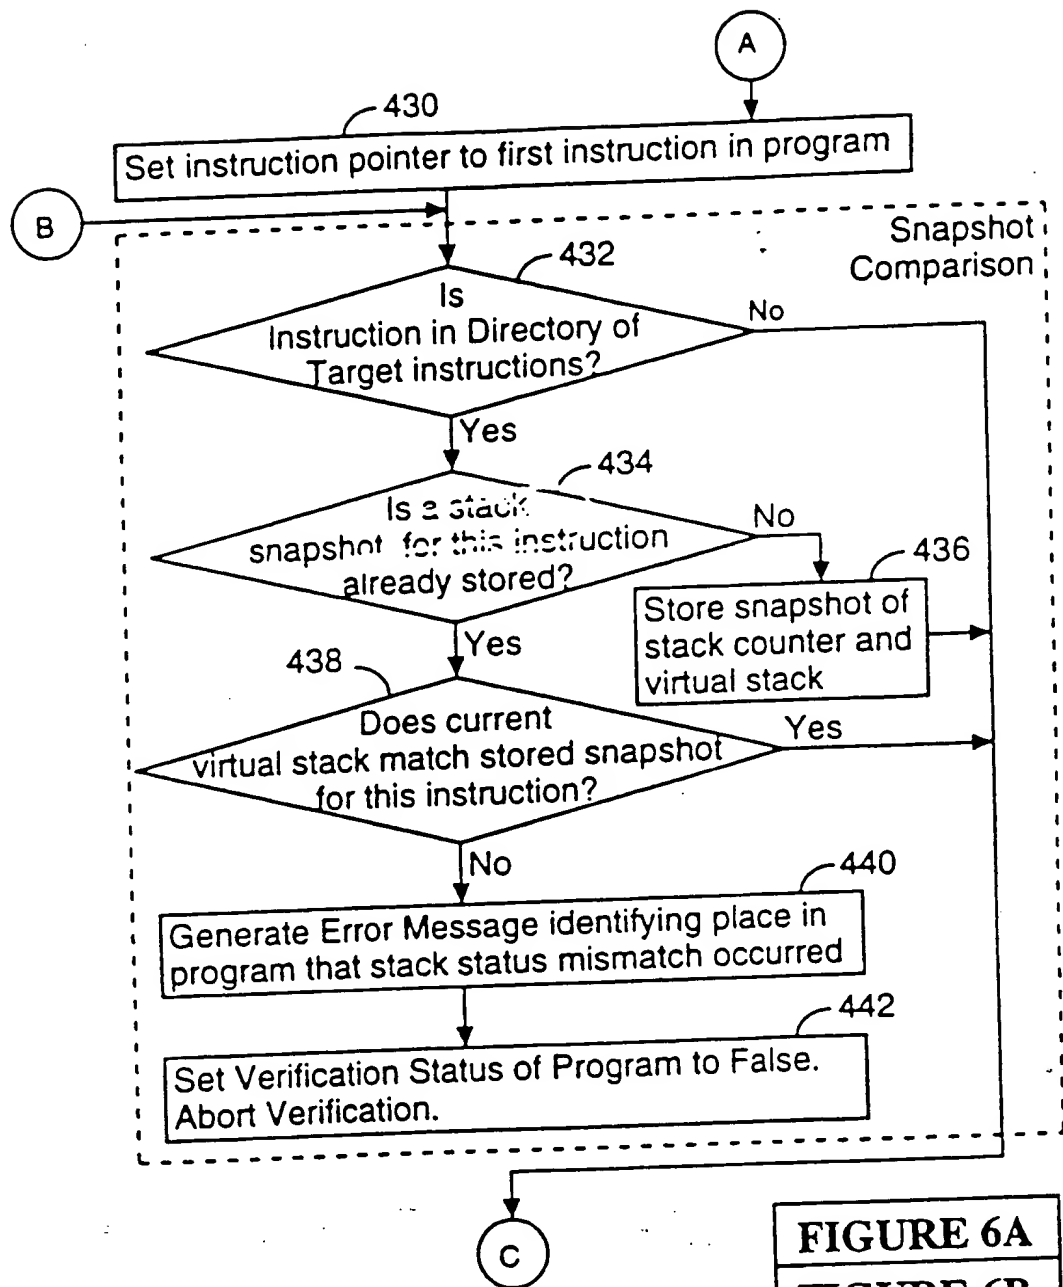 A
430
Set instruction pointer to first instruction in program
B
Snapshot
Comparison
432
Is
Instruction in Directory of
Target instructions?
No
Yes
434
Is a stack
snapshot for this instruction
already stored?
No
436
Store snapshot of
stack counter and
virtual stack
Yes
438
Does current
virtual stack match stored snapshot
for this instruction?
Yes
No
440
Generate Error Message identifying place in
program that stack status mismatch occurred
442
Set Verification Status of Program to False.
Abort Verification.
C
FIGURE 6A
FIGURE 6B